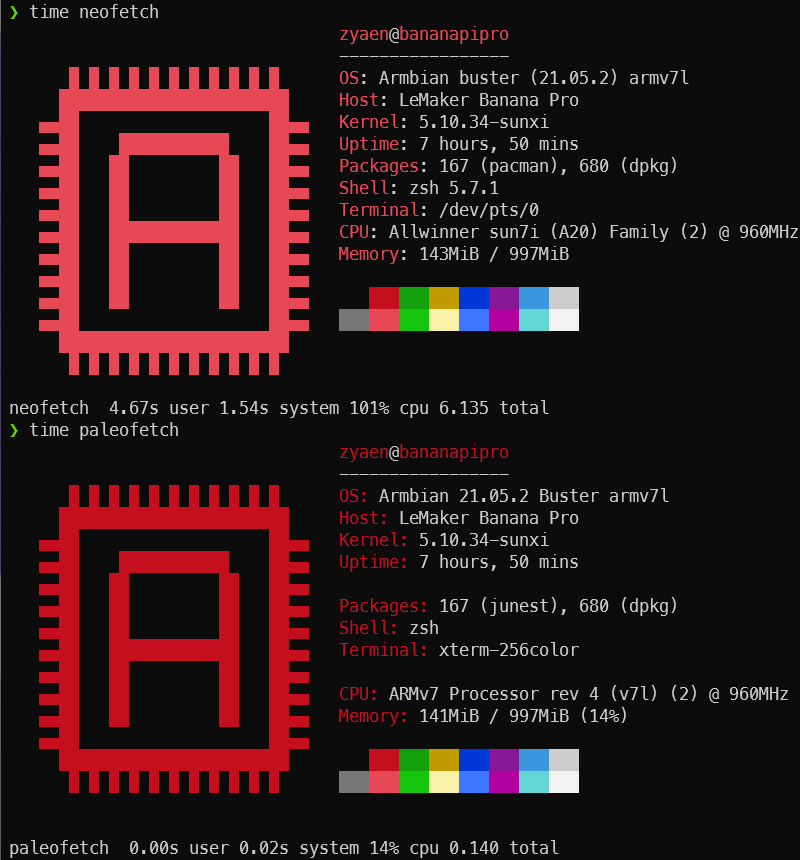 ❯ time neofetch
zyaen@bananapipro
-----------------
OS: Armbian buster (21.05.2) armv7l
Host: LeMaker Banana Pro
Kernel: 5.10.34-sunxi
Uptime: 7 hours, 50 mins
Packages: 167 (pacman), 680 (dpkg)
Shell: zsh 5.7.1
Terminal: /dev/pts/0
CPU: Allwinner sun7i (A20) Family (2) @ 960MHz
Memory: 143MiB / 997MiB
neofetch  4.67s user 1.54s system 101% cpu 6.135 total
❯ time paleofetch
zyaen@bananapipro
-----------------
OS: Armbian 21.05.2 Buster armv7l
Host: LeMaker Banana Pro
Kernel: 5.10.34-sunxi
Uptime: 7 hours, 50 mins
Packages: 167 (junest), 680 (dpkg)
Shell: zsh
Terminal: xterm-256color
CPU: ARMv7 Processor rev 4 (v7l) (2) @ 960MHz
Memory: 141MiB / 997MiB (14%)
paleofetch  0.00s user 0.02s system 14% cpu 0.140 total